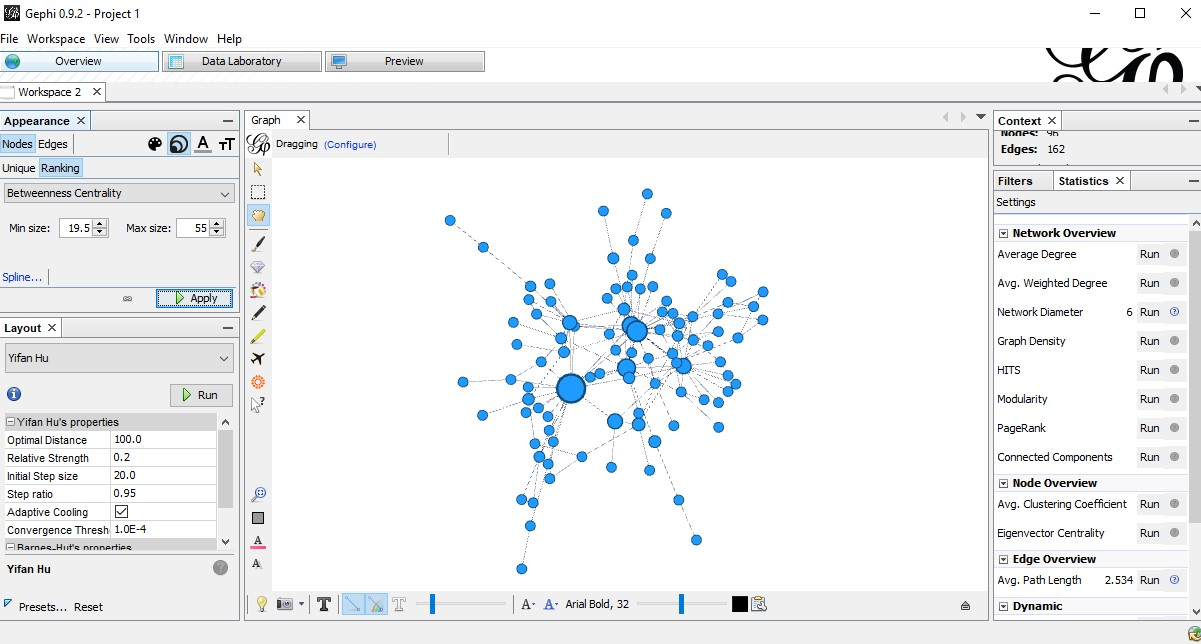 Gephi 0.9.2 - Project 1
File Workspace View Tools Window Help
Overview Data Laboratory Preview
Workspace 2
Appearance
Nodes Edges
Unique Ranking
Betweenness Centrality
Min size: 19.5 Max size: 55
Spline...
Apply
Layout
Yifan Hu
Run
Yifan Hu's properties
Optimal Distance 100.0
Relative Strength 0.2
Initial Step size 20.0
Step ratio 0.95
Adaptive Cooling
Convergence Thresh 1.0E-4
Barnes-Hut's properties
Yifan Hu
Presets... Reset
Graph
Dragging (Configure)
Arial Bold, 32
Context
Nodes: 96
Edges: 162
Filters Statistics
Settings
Network Overview
Average Degree Run
Avg. Weighted Degree Run
Network Diameter 6 Run
Graph Density Run
HITS Run
Modularity Run
PageRank Run
Connected Components Run
Node Overview
Avg. Clustering Coefficient Run
Eigenvector Centrality Run
Edge Overview
Avg. Path Length 2.534 Run
Dynamic